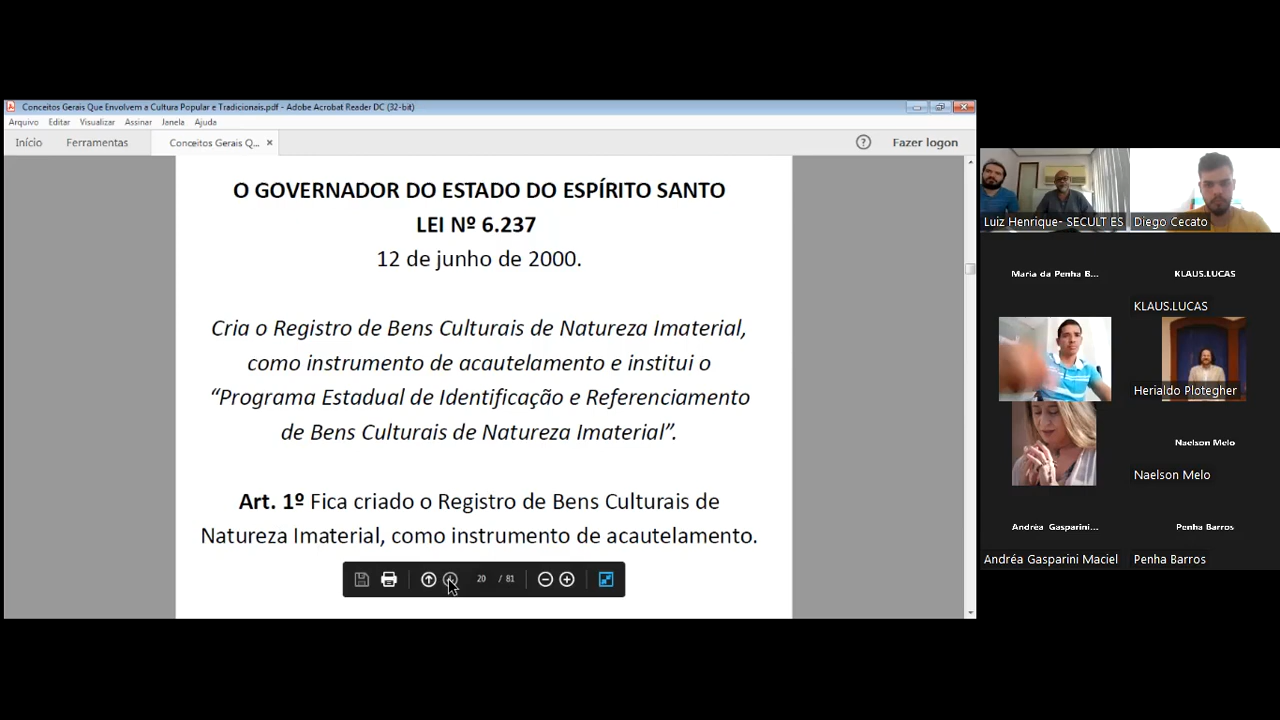 Conceitos Gerais Que Envolvem a Cultura Popular e Tradicionais.pdf - Adobe Acrobat Reader DC (32-bit)
Arquivo Editar Visualizar Assinar Janela Ajuda
Início Ferramentas Conceitos Gerais Q... × ? Fazer logon
O GOVERNADOR DO ESTADO DO ESPÍRITO SANTO
LEI Nº 6.237
12 de junho de 2000.
Cria o Registro de Bens Culturais de Natureza Imaterial,
como instrumento de acautelamento e institui o
“Programa Estadual de Identificação e Referenciamento
de Bens Culturais de Natureza Imaterial”.
Art. 1º Fica criado o Registro de Bens Culturais de
Natureza Imaterial, como instrumento de acautelamento.
20 / 81
Luiz Henrique- SECULT ES Diego Cecato
Maria da Penha B... KLAUS.LUCAS
KLAUS.LUCAS
Herialdo Plotegher
Naelson Melo
Naelson Melo
Andréa Gasparini... Penha Barros
Andréa Gasparini Maciel Penha Barros